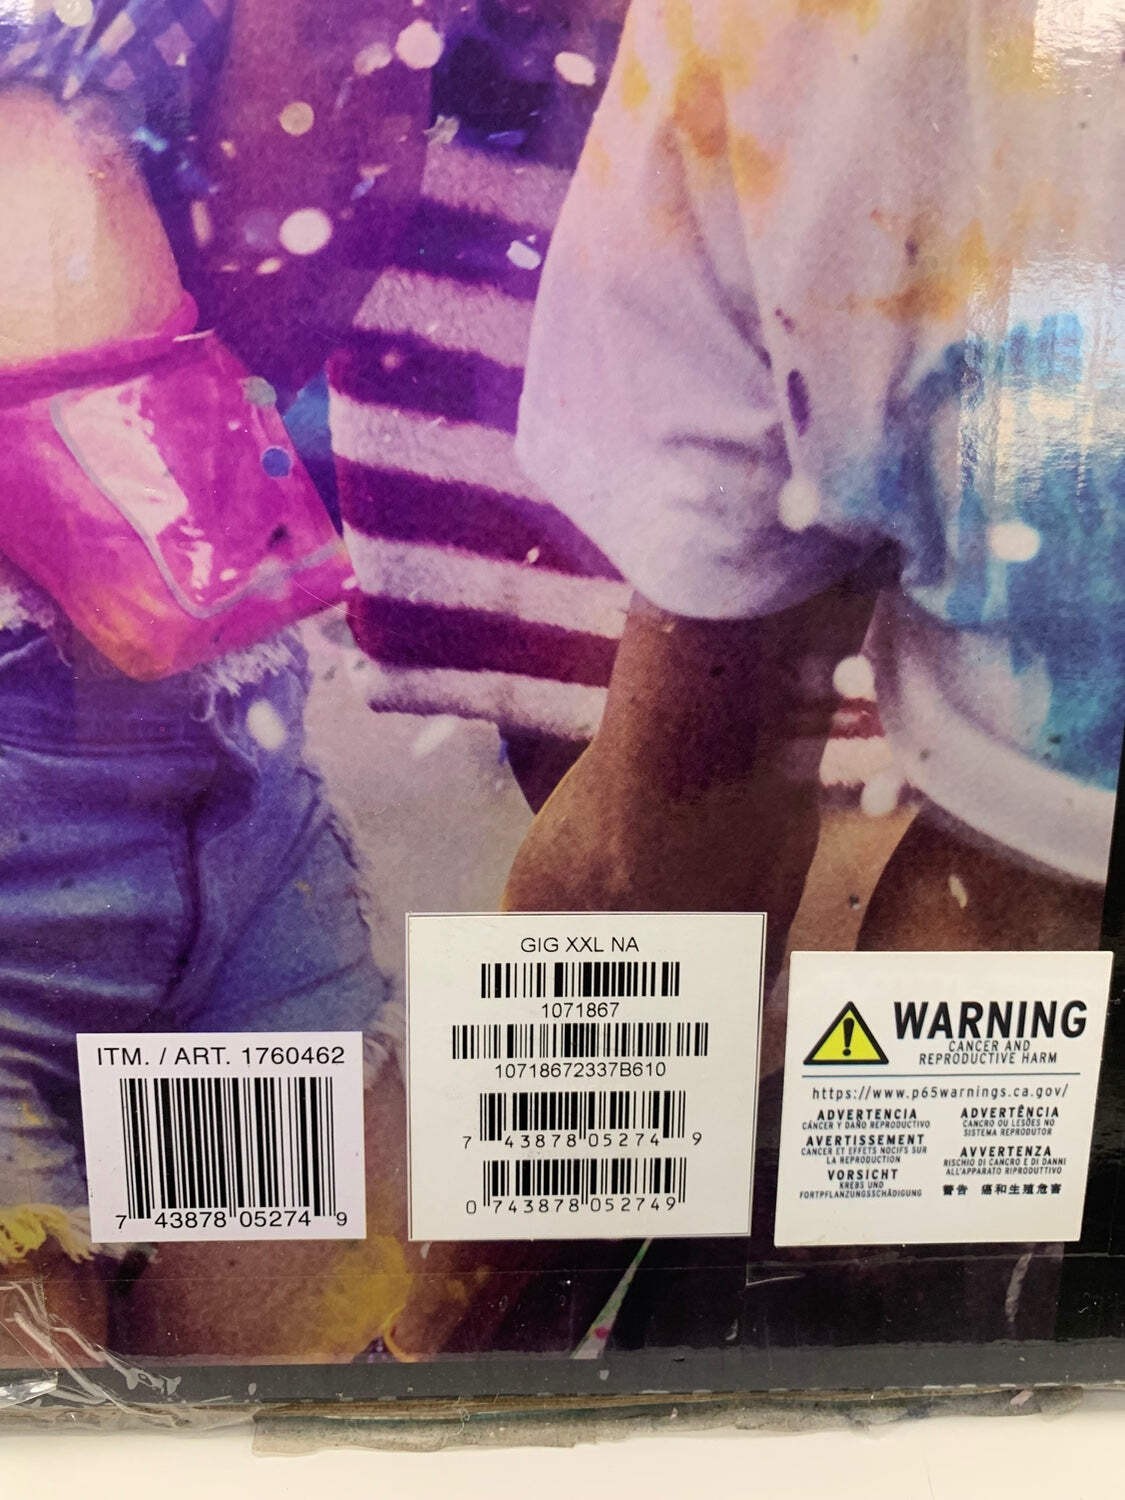 ITM. / ART. 1760462
7 43878 05274 9
GIG XXL NA
1071867
10718672337B610
7 43878 05274 9
0 743878 052749
WARNING
CANCER AND
REPRODUCTIVE HARM
https://www.p65warnings.ca.gov/
ADVERTENCIA
CÁNCER Y DAÑO REPRODUCTIVO
AVERTISSEMENT
CANCER ET EFFETS NOCIFS SUR
LA REPRODUCTION
VORSICHT
KREBS UND
FORTPFLANZUNGSSCHÄDIGUNG
ADVERTÊNCIA
CANCRO OU LESÕES NO
SISTEMA REPRODUTOR
AVVERTENZA
RISCHIO DI CANCRO E DI DANNI
ALL'APPARATO RIPRODUTTIVO
警告 癌和生殖危害